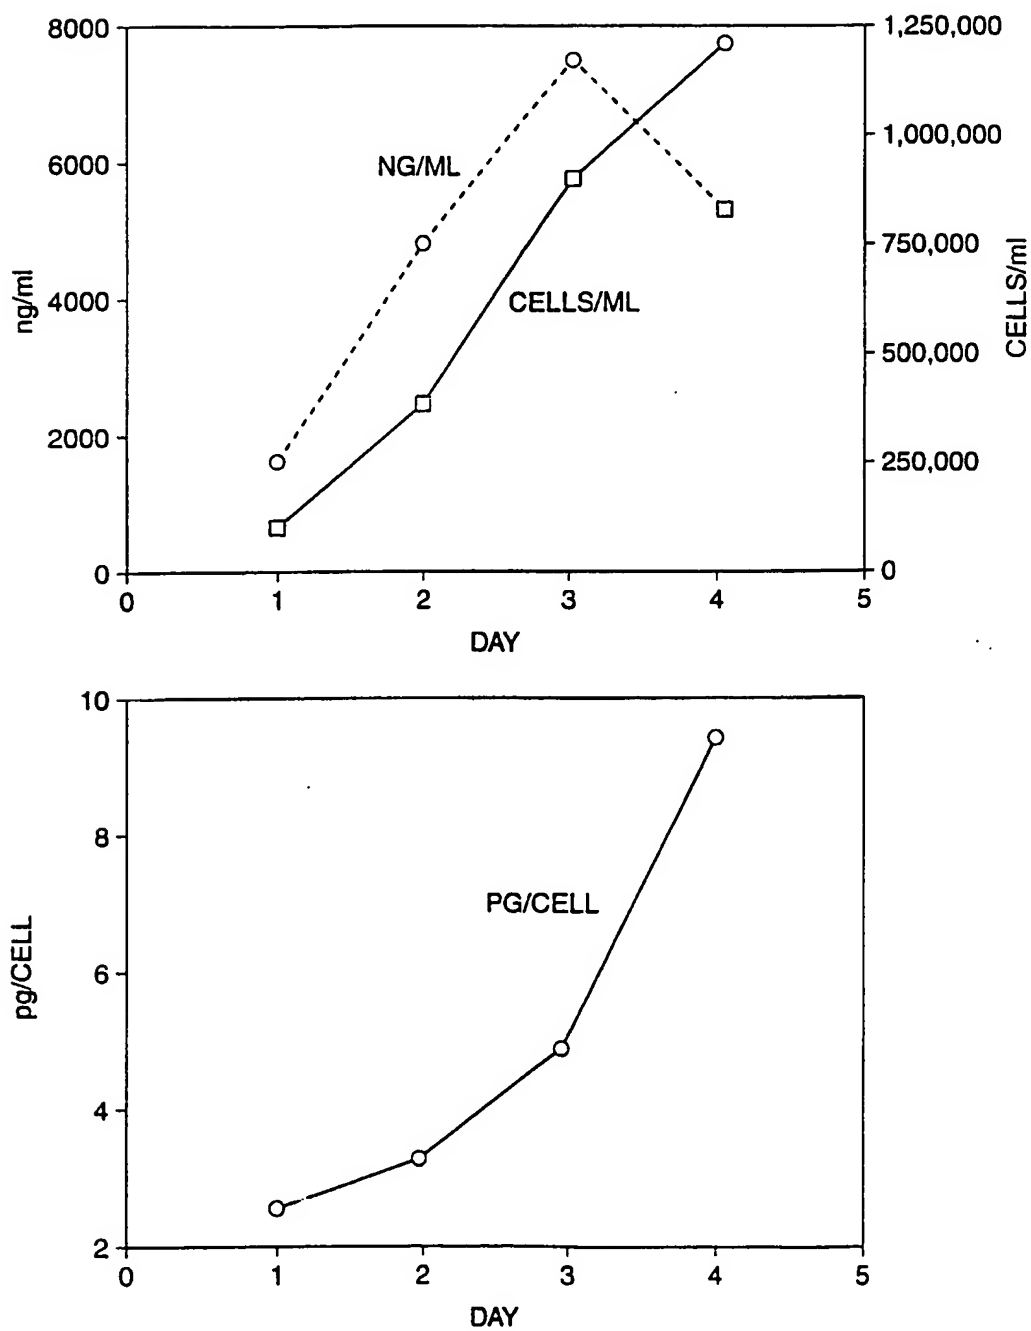 8000
6000
4000
2000
0
ng/ml
1,250,000
1,000,000
750,000
500,000
250,000
0
CELLS/ml
NG/ML
CELLS/ML
0 1 2 3 4 5
DAY
10
8
6
4
2
pg/CELL
PG/CELL
0 1 2 3 4 5
DAY